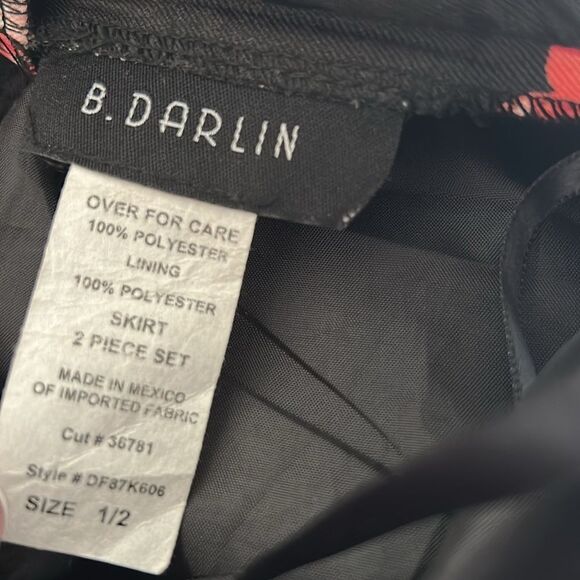 B. DARLIN
OVER FOR CARE
100% POLYESTER
LINING
100% POLYESTER
SKIRT
2 PIECE SET
MADE IN MEXICO
OF IMPORTED FABRIC
Cut # 36781
Style # DF87K606
SIZE 1/2